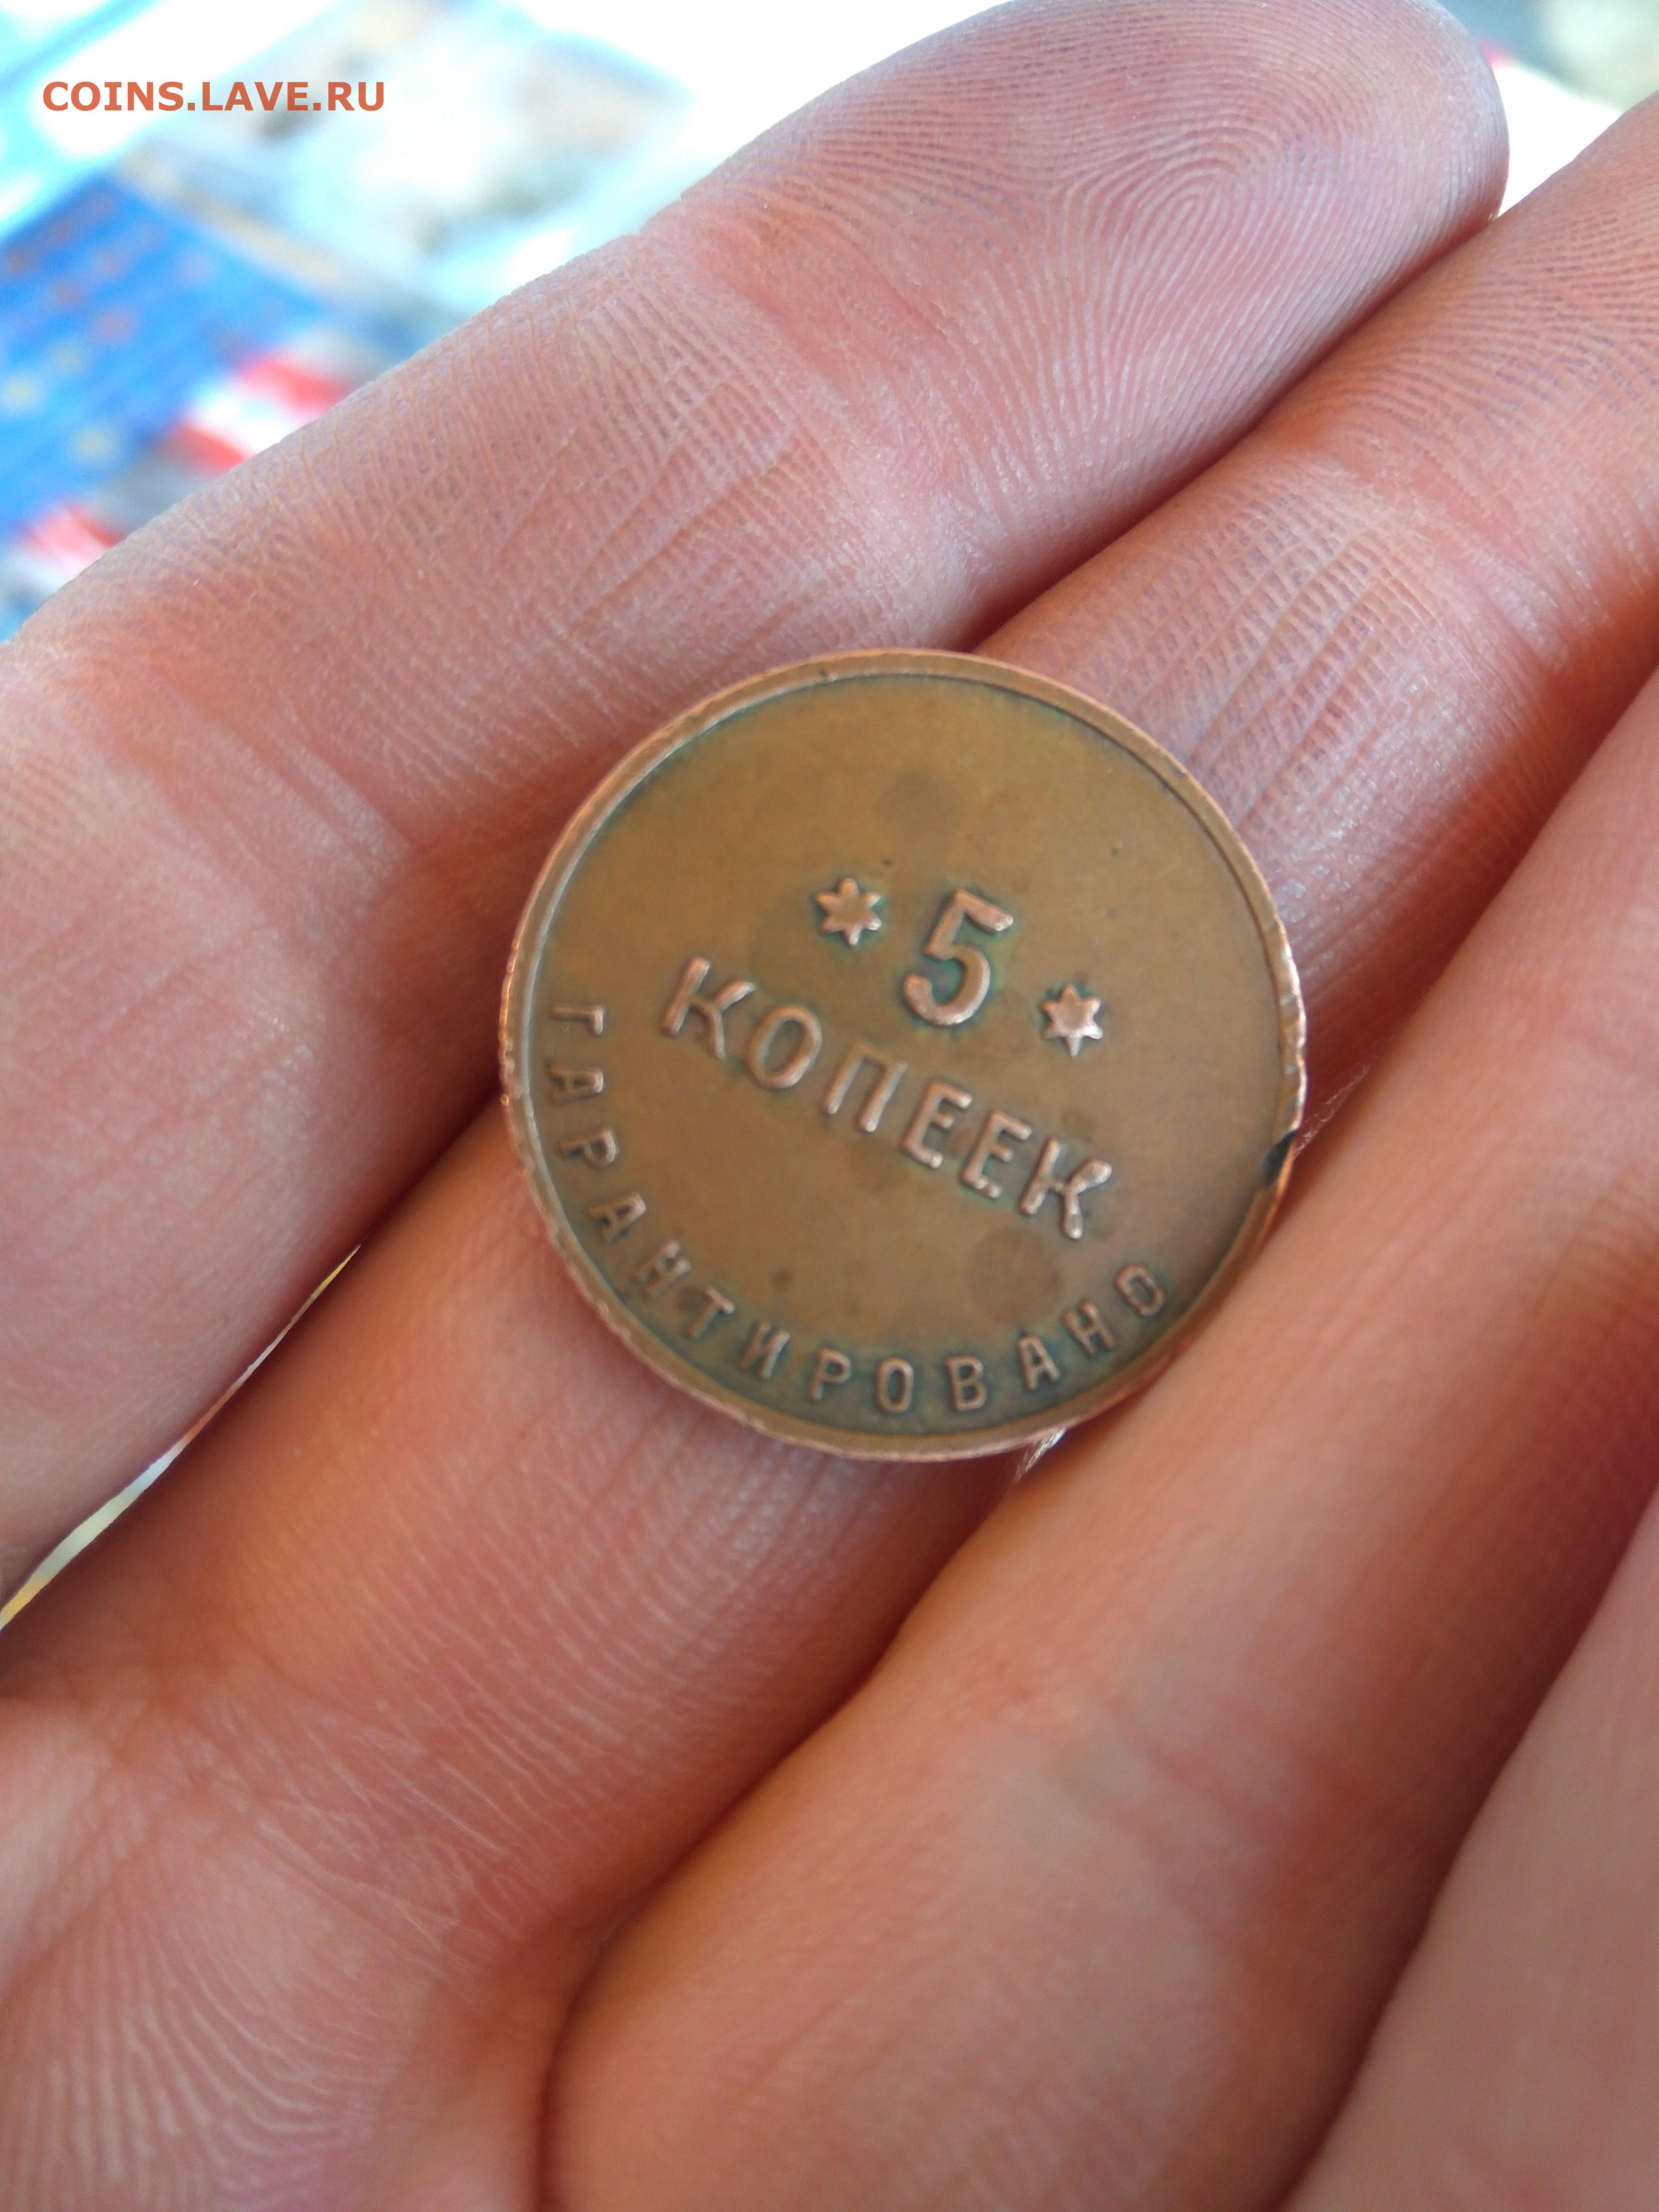 COINS.LAVE.RU
5
КОПЕЕК
ГАРАНТИРОВАНО